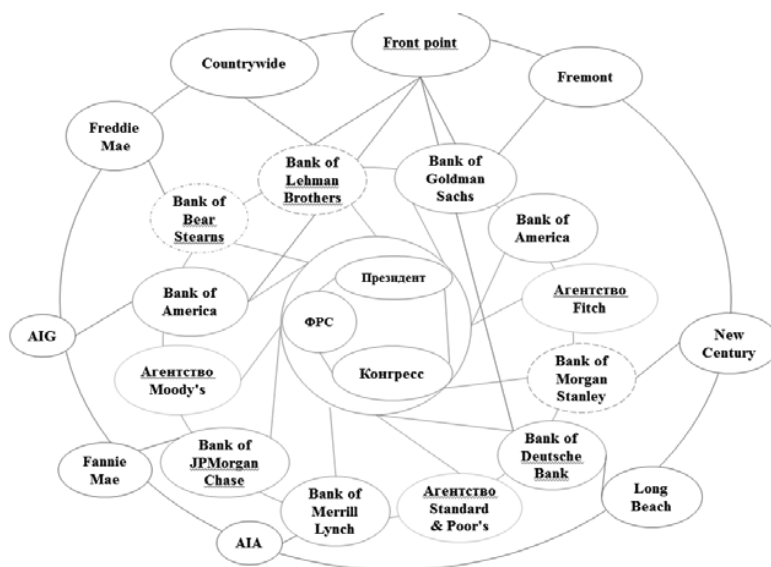 Front point
Countrywide
Fremont
Freddie
Mae
Bank of
Lehman
Brothers
Bank of
Goldman
Sachs
Bank of
Bear
Stearns
Bank of
America
Президент
Bank of
America
ФРС
Агентство
Fitch
AIG
New
Century
Агентство
Moody's
Конгресс
Bank of
Morgan
Stanley
Fannie
Mae
Bank of
JPMorgan
Chase
Bank of
Deutsche
Bank
Bank of
Merrill
Lynch
Агентство
Standard
& Poor's
Long
Beach
AIA